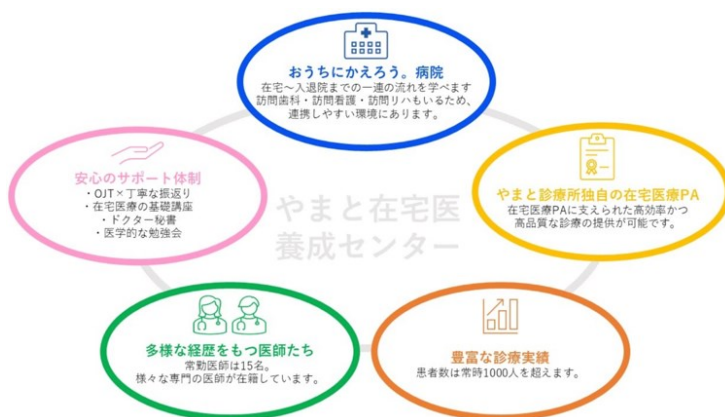 おうちにかえろう。病院
在宅～入退院までの一連の流れを学べます
訪問歯科・訪問看護・訪問リハもいるため、
連携しやすい環境にあります。
安心のサポート体制
・OJT×丁寧な振返り
・在宅医療の基礎講座
・ドクター秘書
・医学的な勉強会
やまと診療所独自の在宅医療PA
在宅医療PAに支えられた高効率かつ
高品質な診療の提供が可能です。
やまと在宅医
養成センター
多様な経歴をもつ医師たち
常勤医師は15名。
様々な専門の医師が在籍しています。
豊富な診療実績
患者数は常時1000人を超えます。